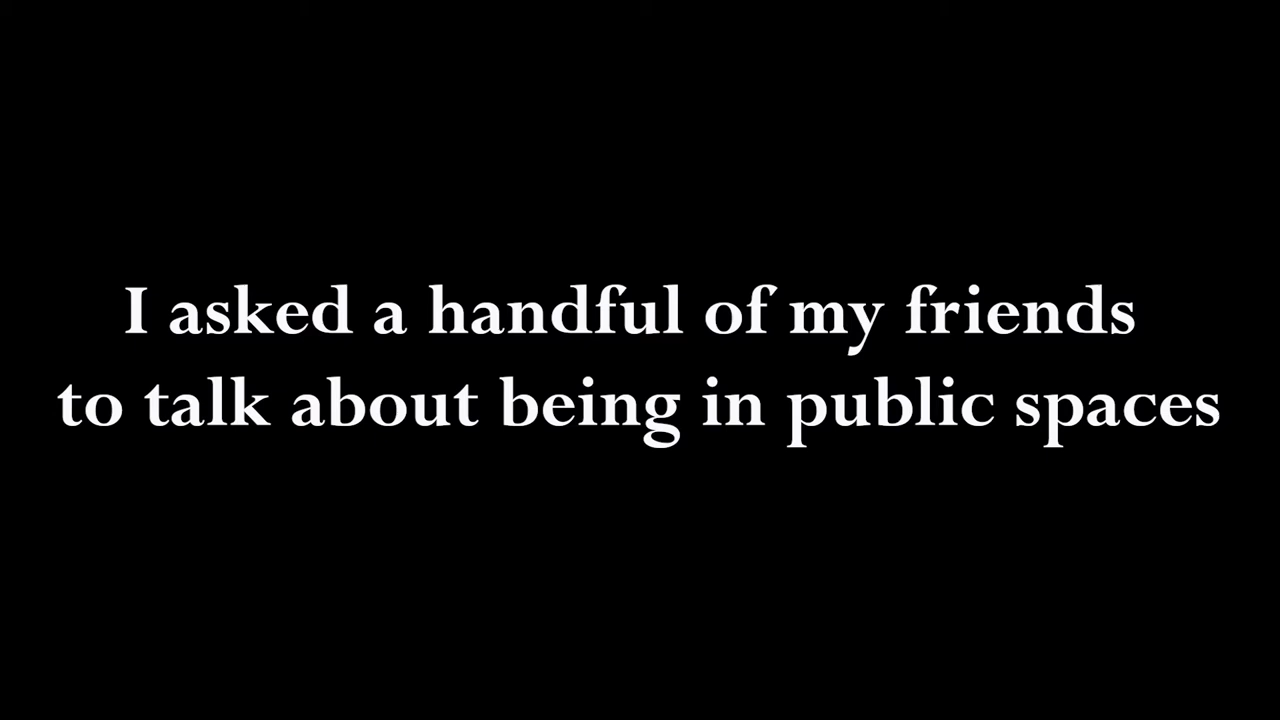 I asked a handful of my friends
to talk about being in public spaces